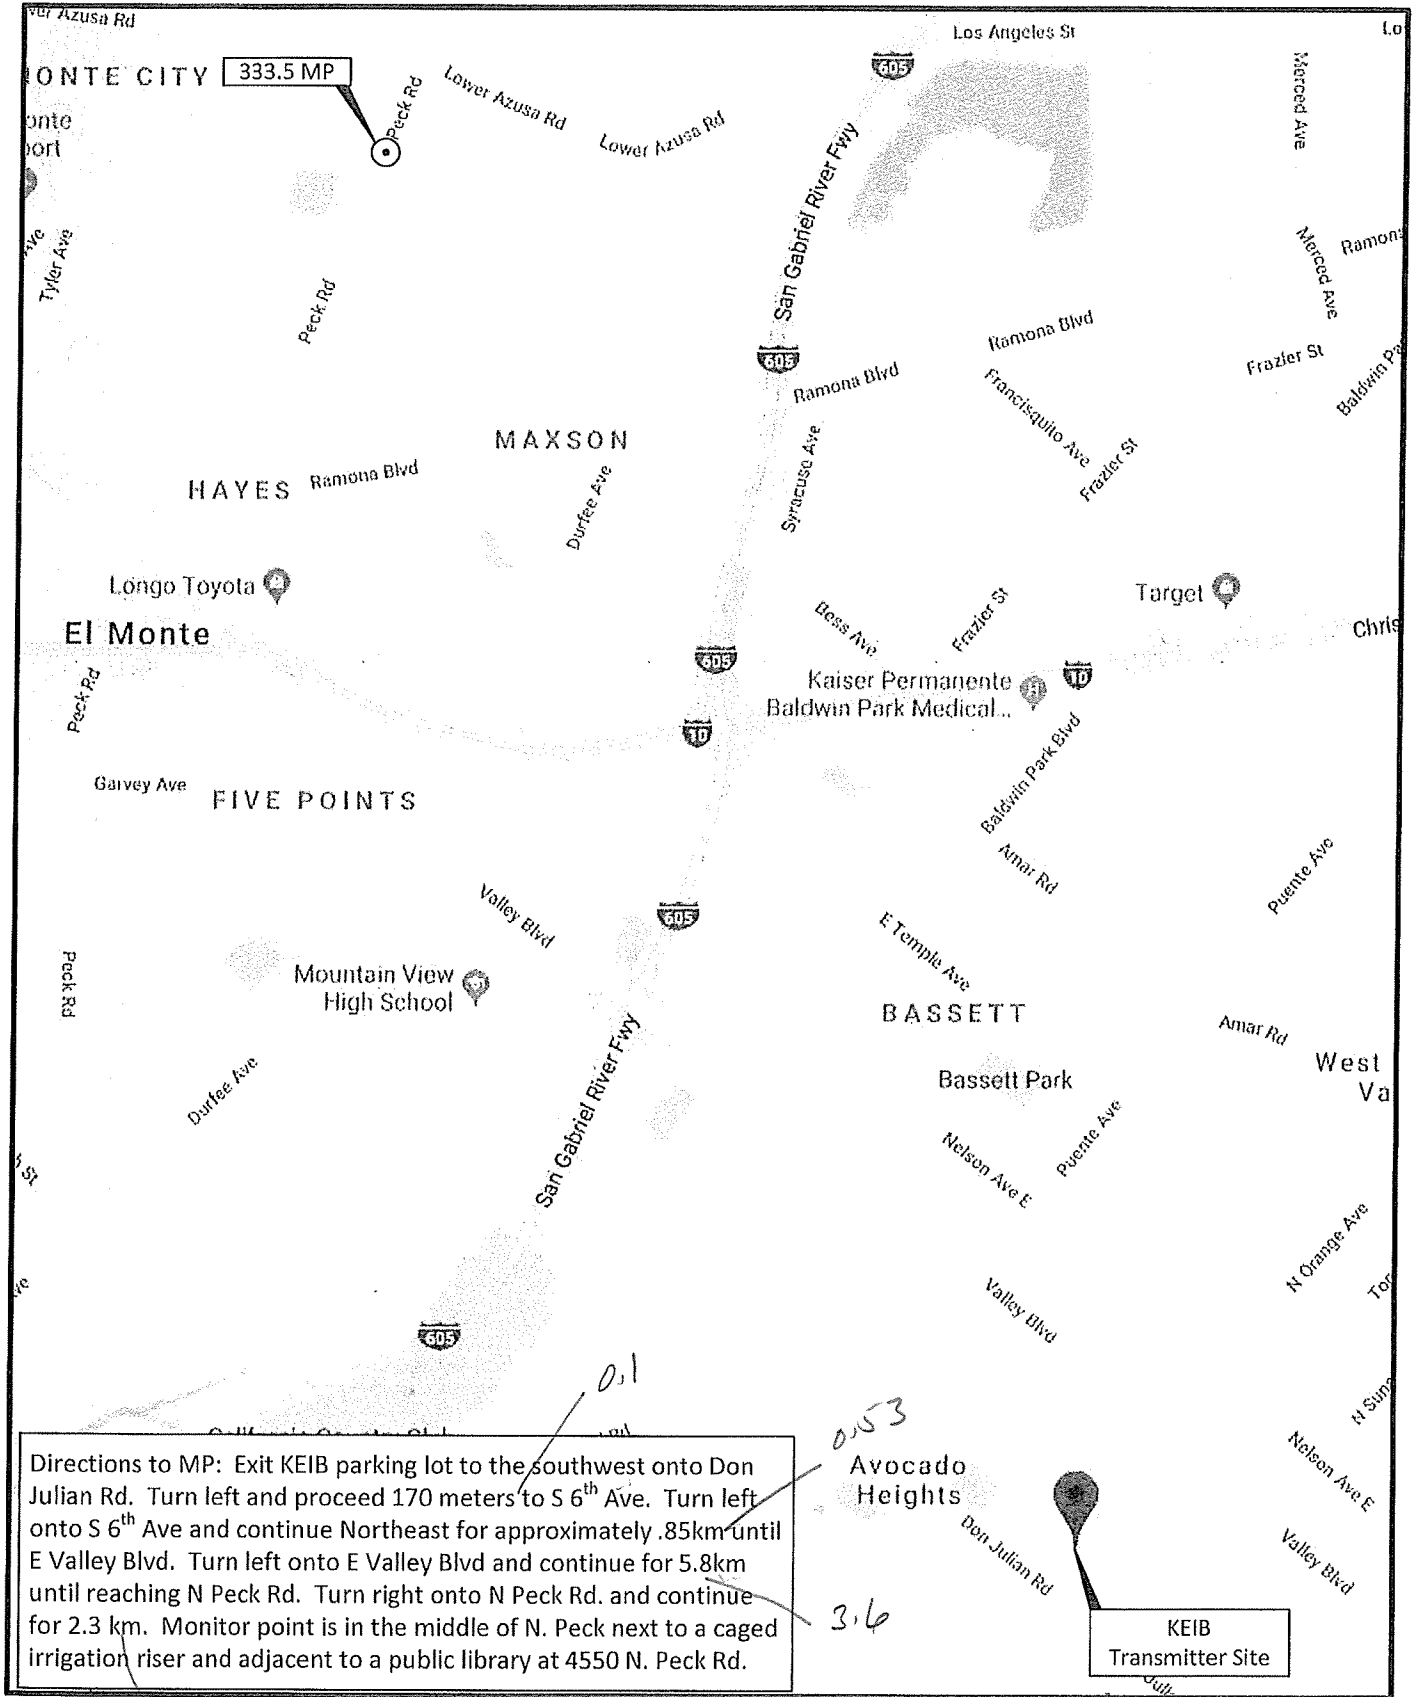 Los Angeles St
Azusa Rd
605
ONTE CITY
333.5 MP
Peck Rd
Lower Azusa Rd
Lower Azusa Rd
Merced Ave
San Gabriel River Fwy
Tyler Ave
Peck Rd
Merced Ave
Ramona Blvd
605
Ramona Blvd
Frazier St
Francisquito Ave
MAXSON
Ramona Blvd
HAYES
Durfee Ave
Syracuse Ave
Frazier St
Longo Toyota
Target
El Monte
Bess Ave
Frazier St
605
Kaiser Permanente
Baldwin Park Medical...
10
Peck Rd
10
Baldwin Park Blvd
Garvey Ave
FIVE POINTS
Amar Rd
Puente Ave
Valley Blvd
605
E Temple Ave
Peck Rd
Mountain View
High School
BASSETT
Amar Rd
West
Va
San Gabriel River Fwy
Durfee Ave
Bassett Park
Nelson Ave E
Puente Ave
N Orange Ave
Valley Blvd
605
0.1
0.53
Directions to MP: Exit KEIB parking lot to the southwest onto Don
Julian Rd. Turn left and proceed 170 meters to S 6th Ave. Turn left
onto S 6th Ave and continue Northeast for approximately .85km until
E Valley Blvd. Turn left onto E Valley Blvd and continue for 5.8km
until reaching N Peck Rd. Turn right onto N Peck Rd. and continue
for 2.3 km. Monitor point is in the middle of N. Peck next to a caged
irrigation riser and adjacent to a public library at 4550 N. Peck Rd.
3.6
Avocado
Heights
Don Julian Rd
Nelson Ave E
Valley Blvd
KEIB
Transmitter Site